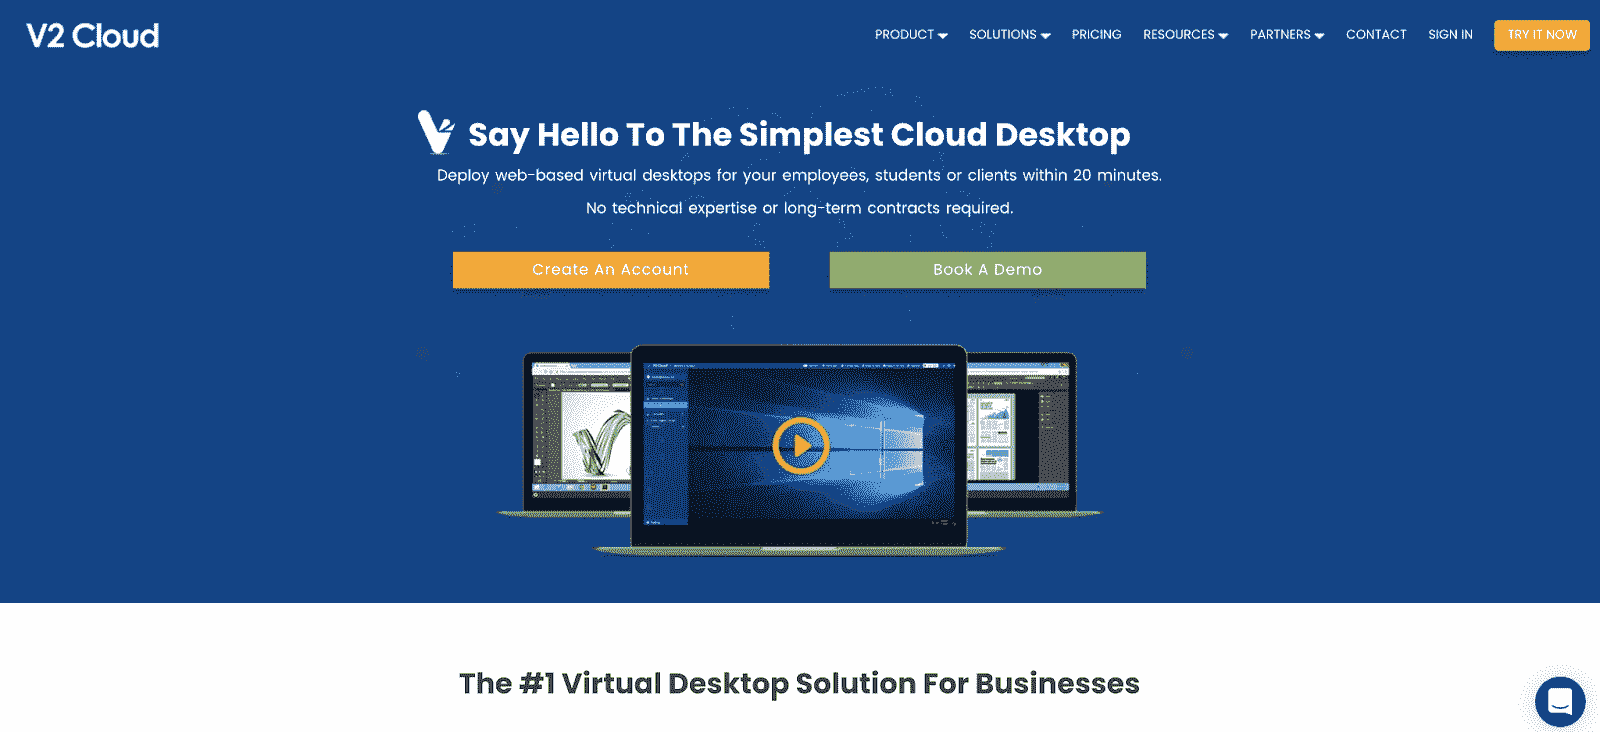 V2 Cloud
PRODUCT
SOLUTIONS
PRICING
RESOURCES
PARTNERS
CONTACT
SIGN IN
TRY IT NOW
Say Hello To The Simplest Cloud Desktop
Deploy web-based virtual desktops for your employees, students or clients within 20 minutes.
No technical expertise or long-term contracts required.
Create An Account
Book A Demo
The #1 Virtual Desktop Solution For Businesses